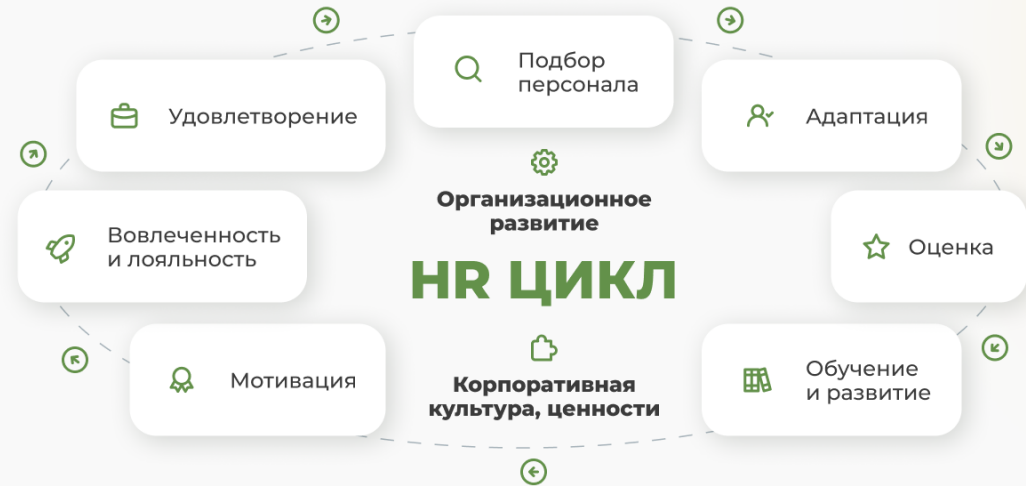 Подбор
персонала
Удовлетворение
Адаптация
Организационное
развитие
Вовлеченность
и лояльность
Оценка
HR ЦИКЛ
Мотивация
Корпоративная
культура, ценности
Обучение
и развитие